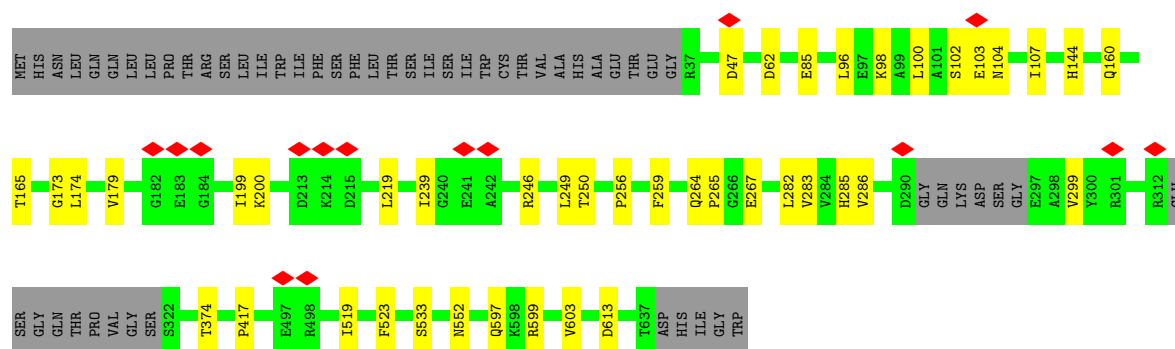 MET HIS ASN LEU GLN GLN LEU LEU PRO THR ARG SER LEU ILE TRP ILE PHE SER PHE LEU THR SER ILE SER ILE TRP CYS THR VAL ALA HIS ALA GLU THR GLU GLY R37 D47 D62 E85 L96 E97 K98 A99 L100 A101 S102 E103 N104 I107 H144 Q160
T165 G173 L174 V179 G182 E183 G184 I199 K200 D213 K214 D215 L219 I239 G240 E241 A242 R246 L249 T250 P256 F259 Q264 P265 G266 E267 L282 V283 V284 H285 V286 D290 GLY GLN LYS ASP SER GLY E297 A298 V299 Y300 R301 R312
SER GLY GLN THR PRO VAL GLY SER S322 T374 P417 E497 R498 I519 F523 S533 N552 Q597 K598 R599 V603 D613 T637 ASP HIS ILE GLY TRP